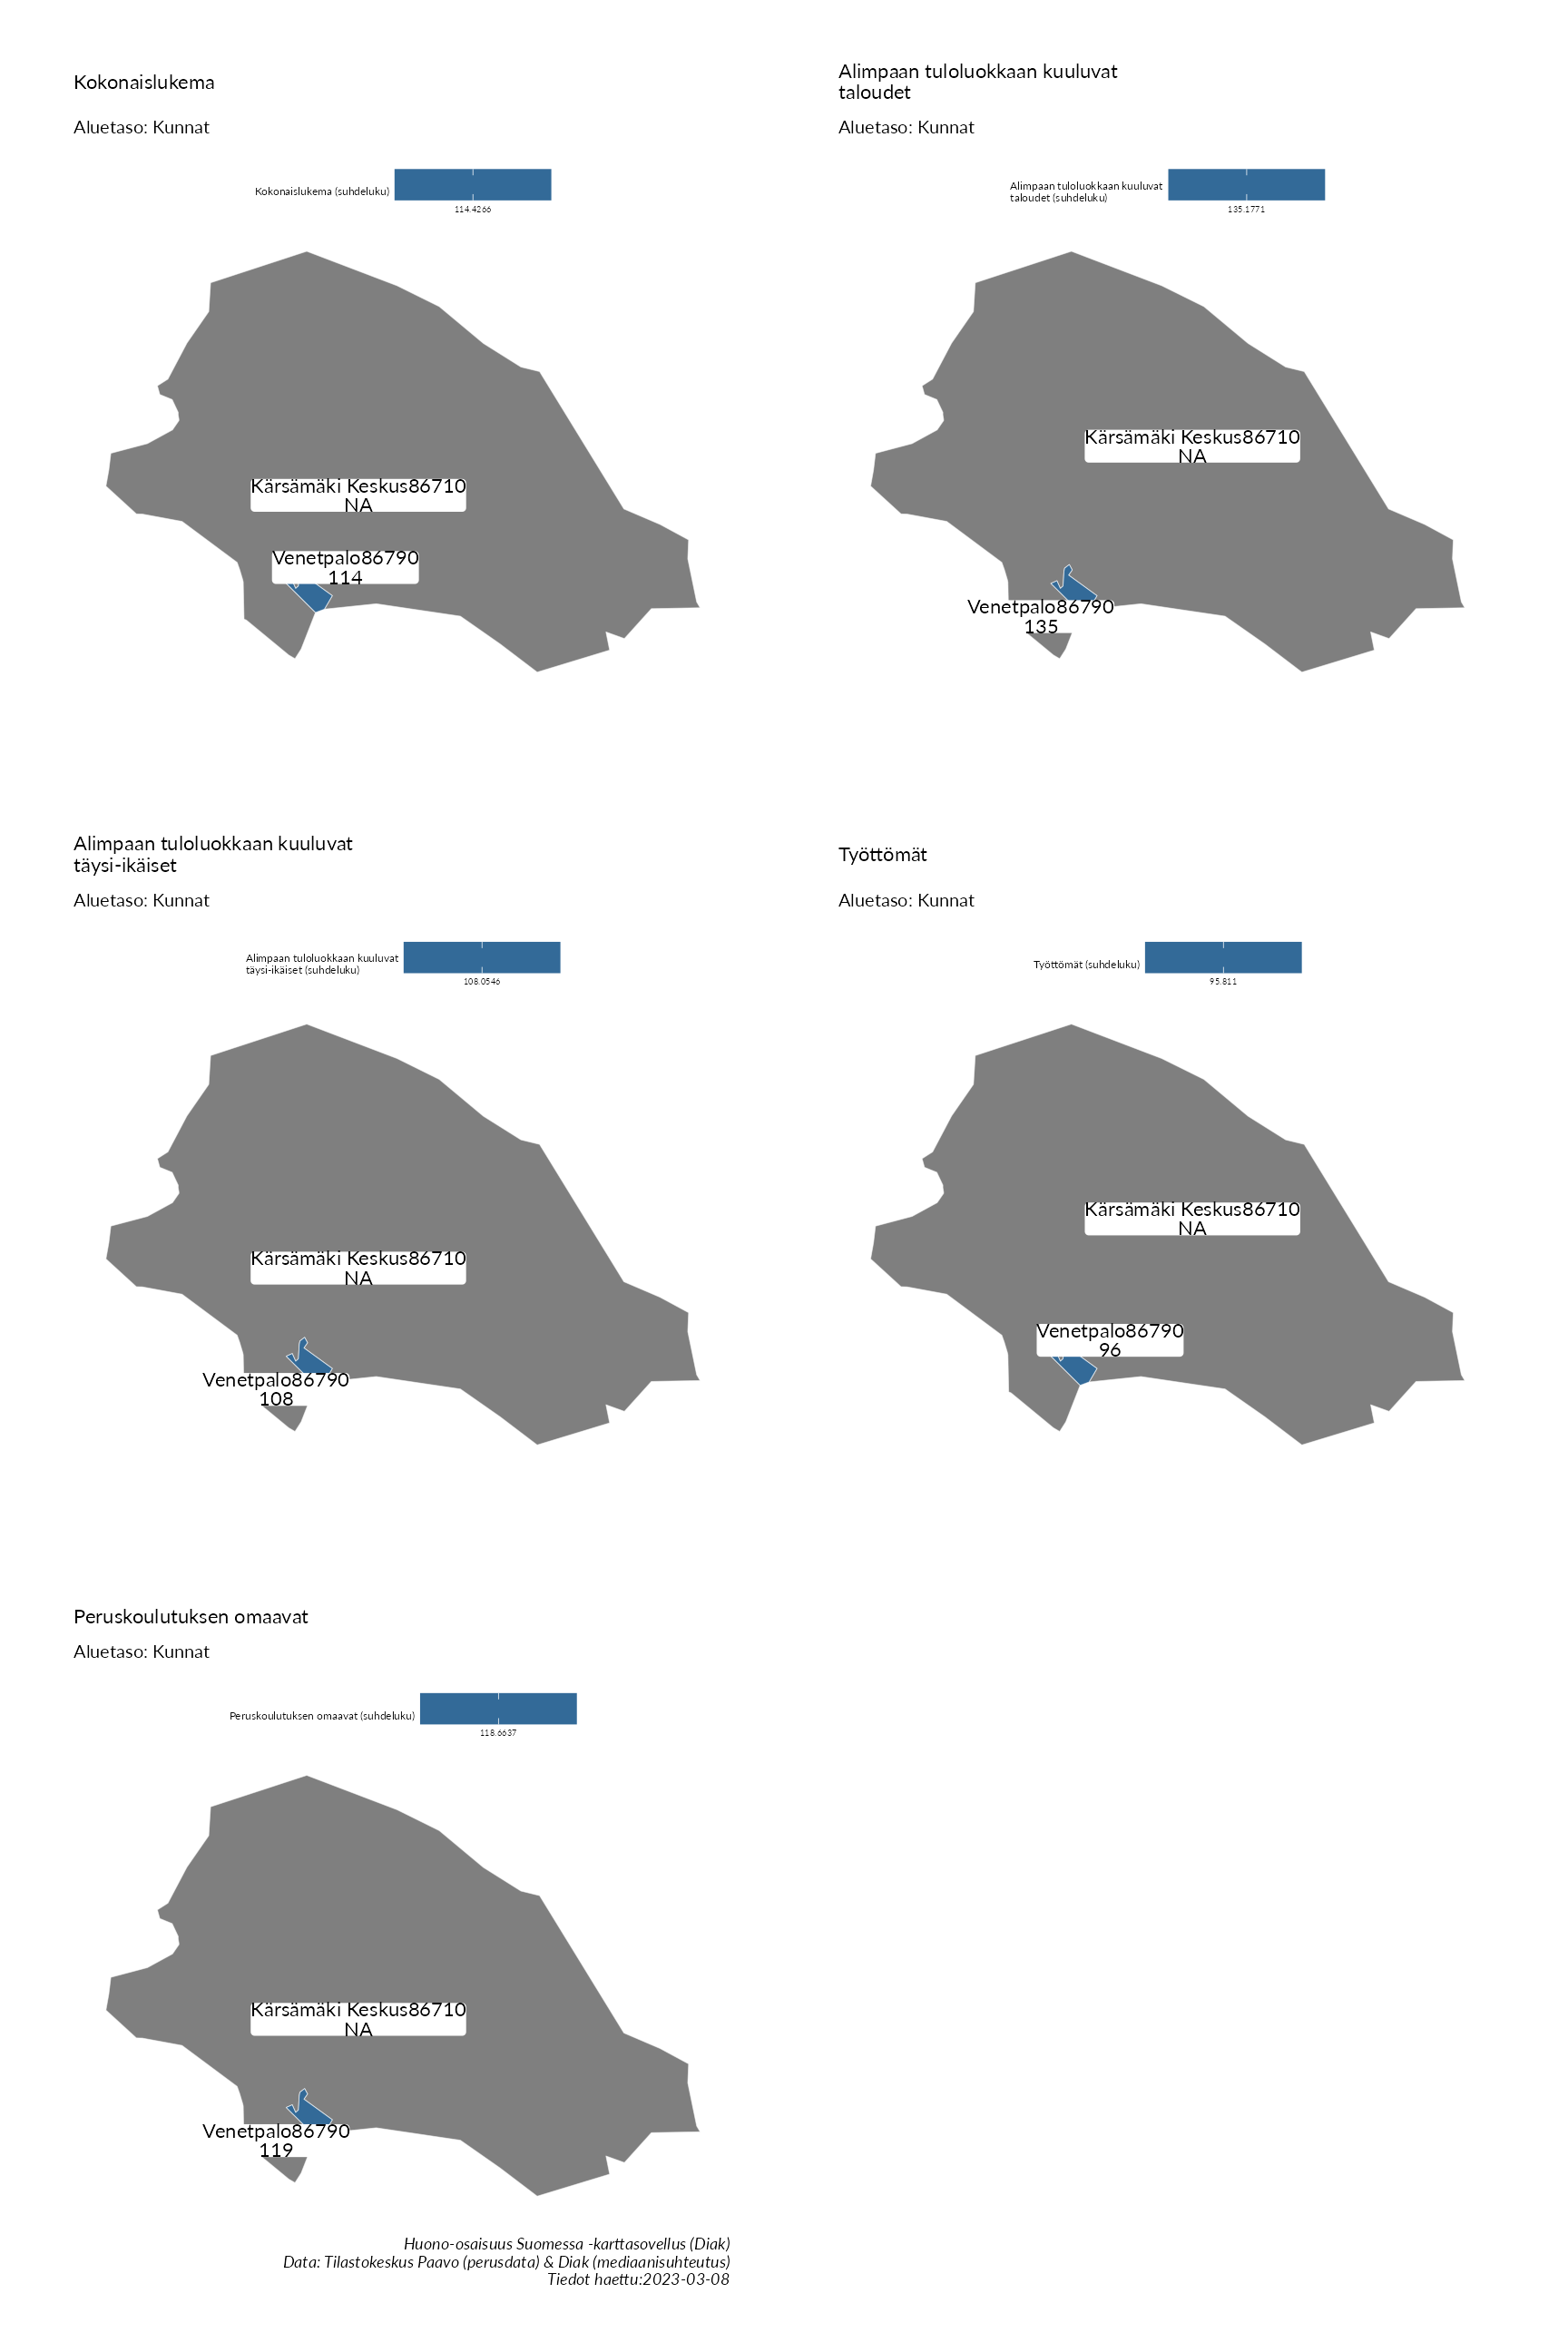 Kokonaislukema
Aluetaso: Kunnat
Kokonaislukema (suhdeluku)
114.4266
Kärsämäki Keskus86710
NA
Venetpalo86790
114
Alimpaan tuloluokkaan kuuluvat
taloudet
Aluetaso: Kunnat
Alimpaan tuloluokkaan kuuluvat
taloudet (suhdeluku)
135.1771
Kärsämäki Keskus86710
NA
Venetpalo86790
135
Alimpaan tuloluokkaan kuuluvat
täysi-ikäiset
Aluetaso: Kunnat
Alimpaan tuloluokkaan kuuluvat
täysi-ikäiset (suhdeluku)
108.0546
Kärsämäki Keskus86710
NA
Venetpalo86790
108
Työttömät
Aluetaso: Kunnat
Työttömät (suhdeluku)
95.811
Kärsämäki Keskus86710
NA
Venetpalo86790
96
Peruskoulutuksen omaavat
Aluetaso: Kunnat
Peruskoulutuksen omaavat (suhdeluku)
118.6637
Kärsämäki Keskus86710
NA
Venetpalo86790
119
Huono-osaisuus Suomessa -karttasovellus (Diak)
Data: Tilastokeskus Paavo (perusdata) & Diak (mediaanisuhteutus)
Tiedot haettu:2023-03-08